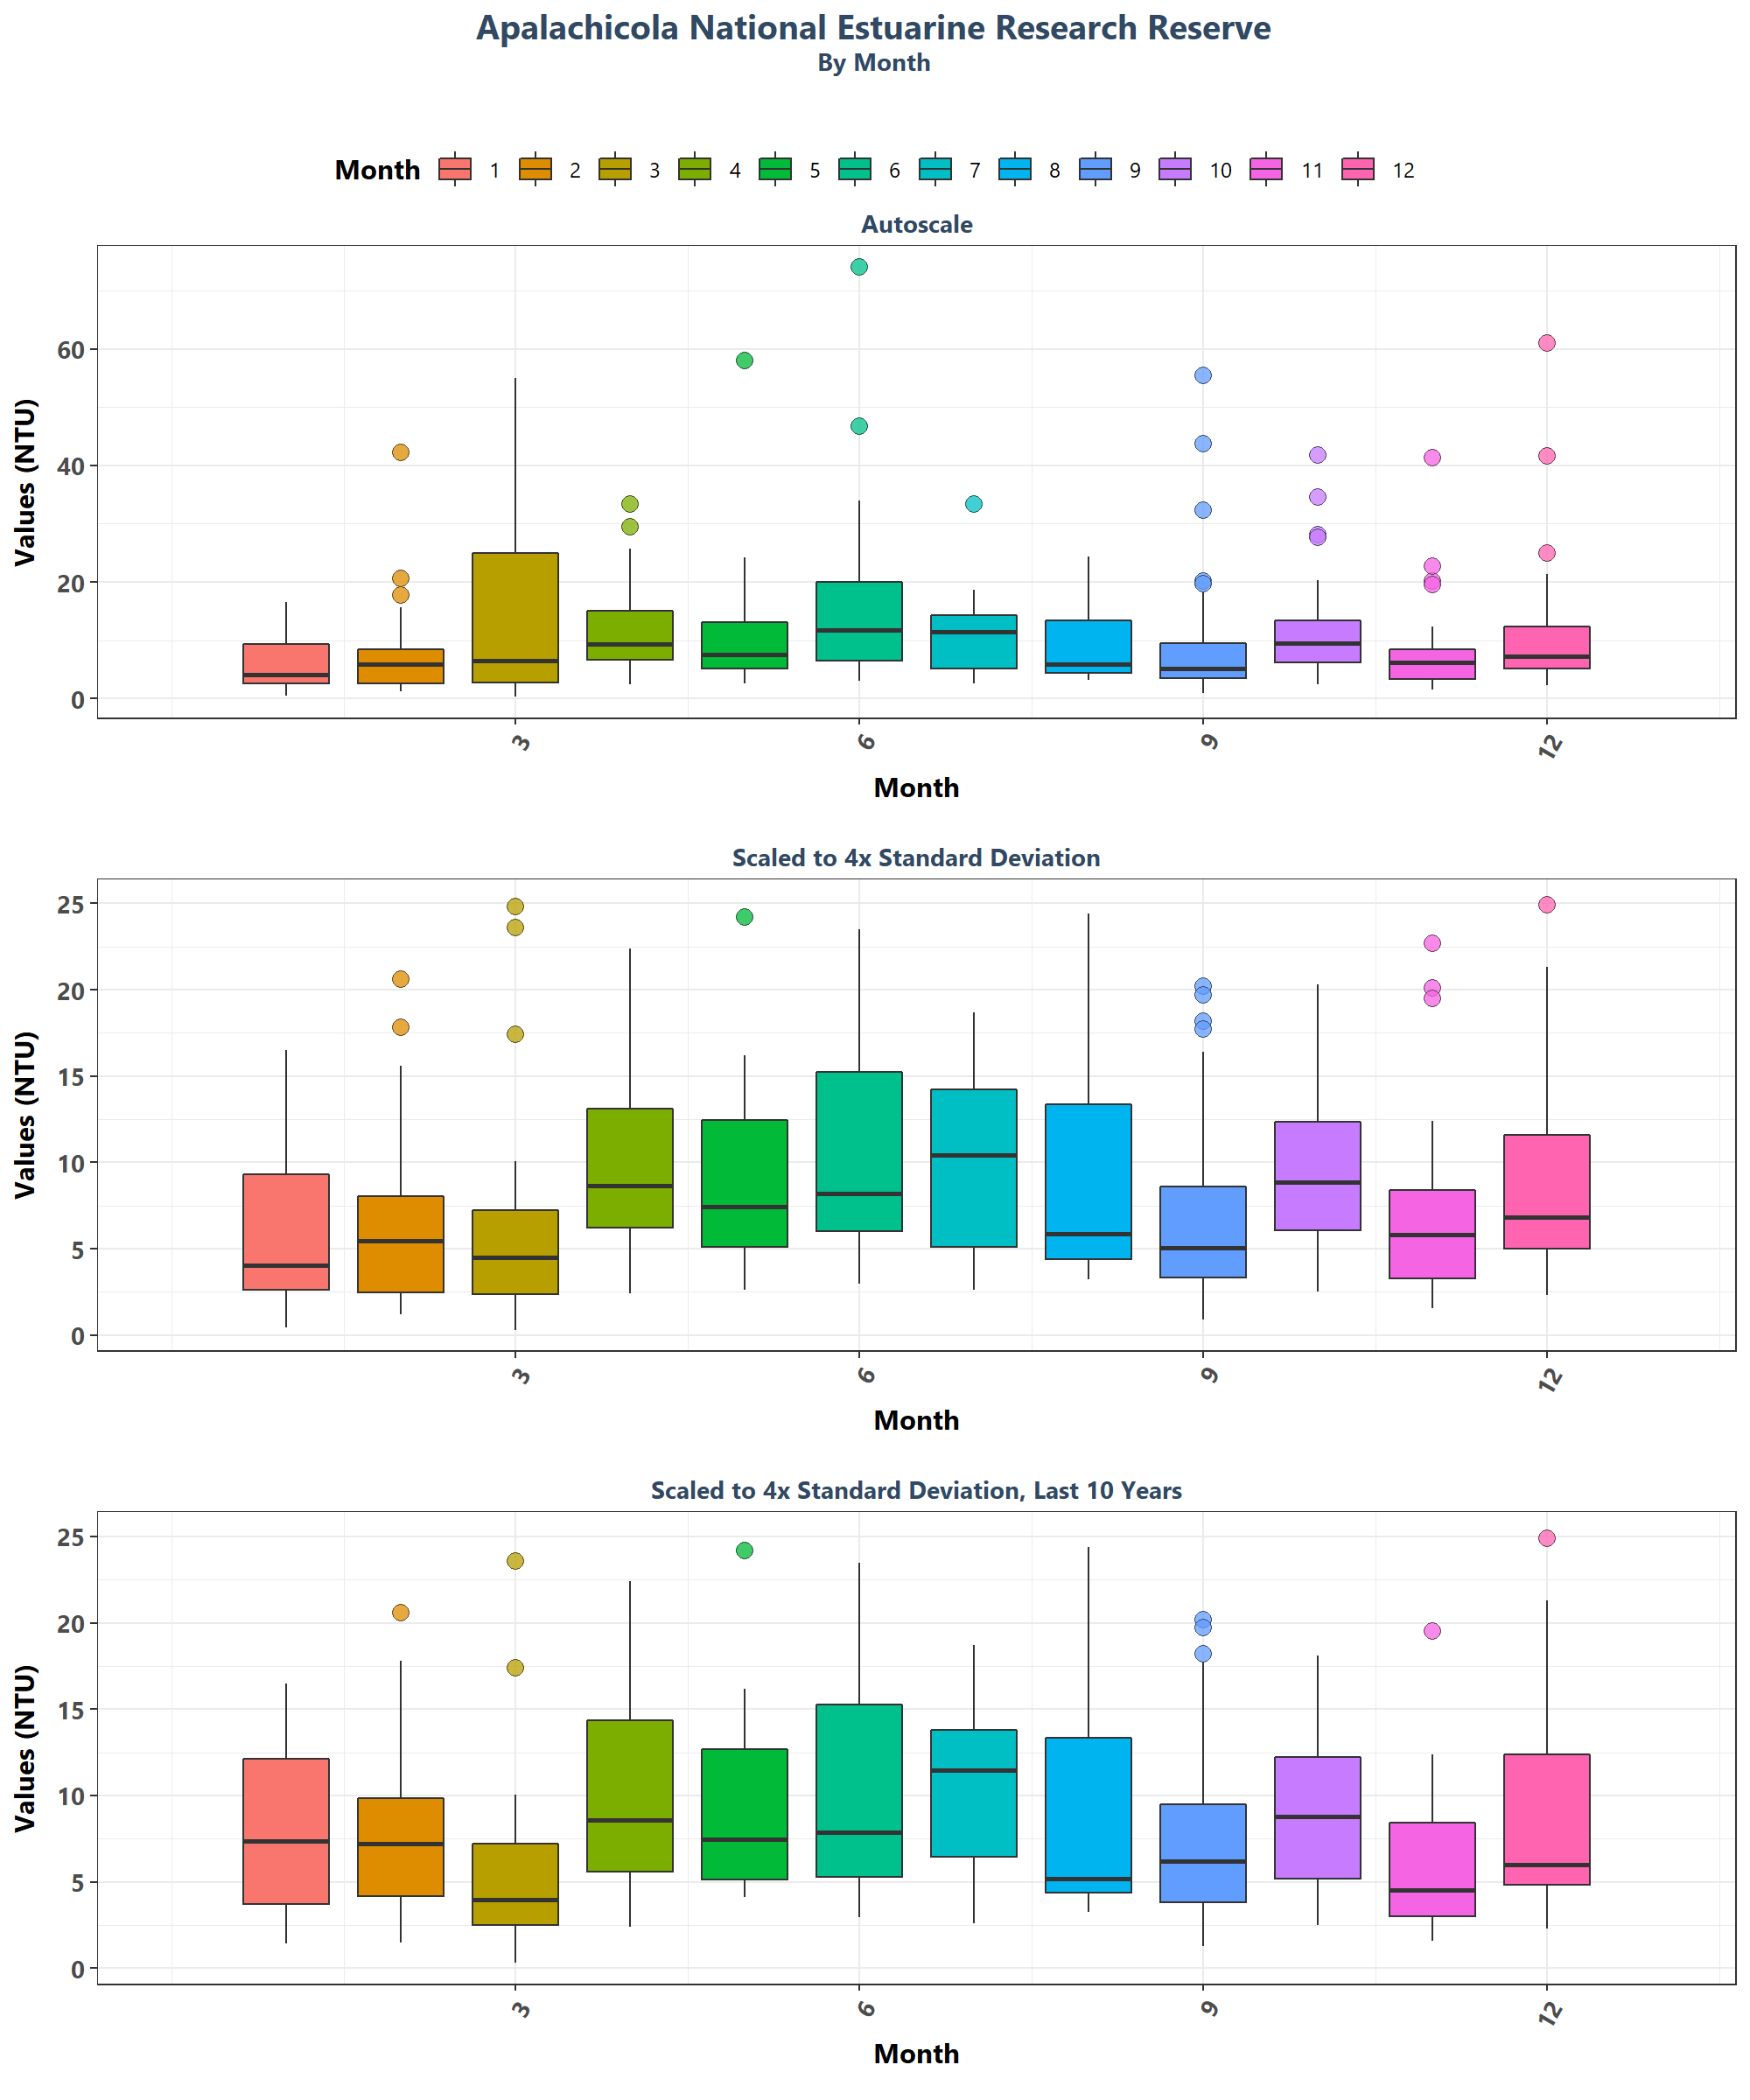 Apalachicola National Estuarine Research Reserve
By Month
Month 1 2 3 4 5 6 7 8 9 10 11 12
Autoscale
Values (NTU)
60
40
20
0
3 6 9 12
Month
Scaled to 4x Standard Deviation
Values (NTU)
25
20
15
10
5
0
3 6 9 12
Month
Scaled to 4x Standard Deviation, Last 10 Years
Values (NTU)
25
20
15
10
5
0
3 6 9 12
Month